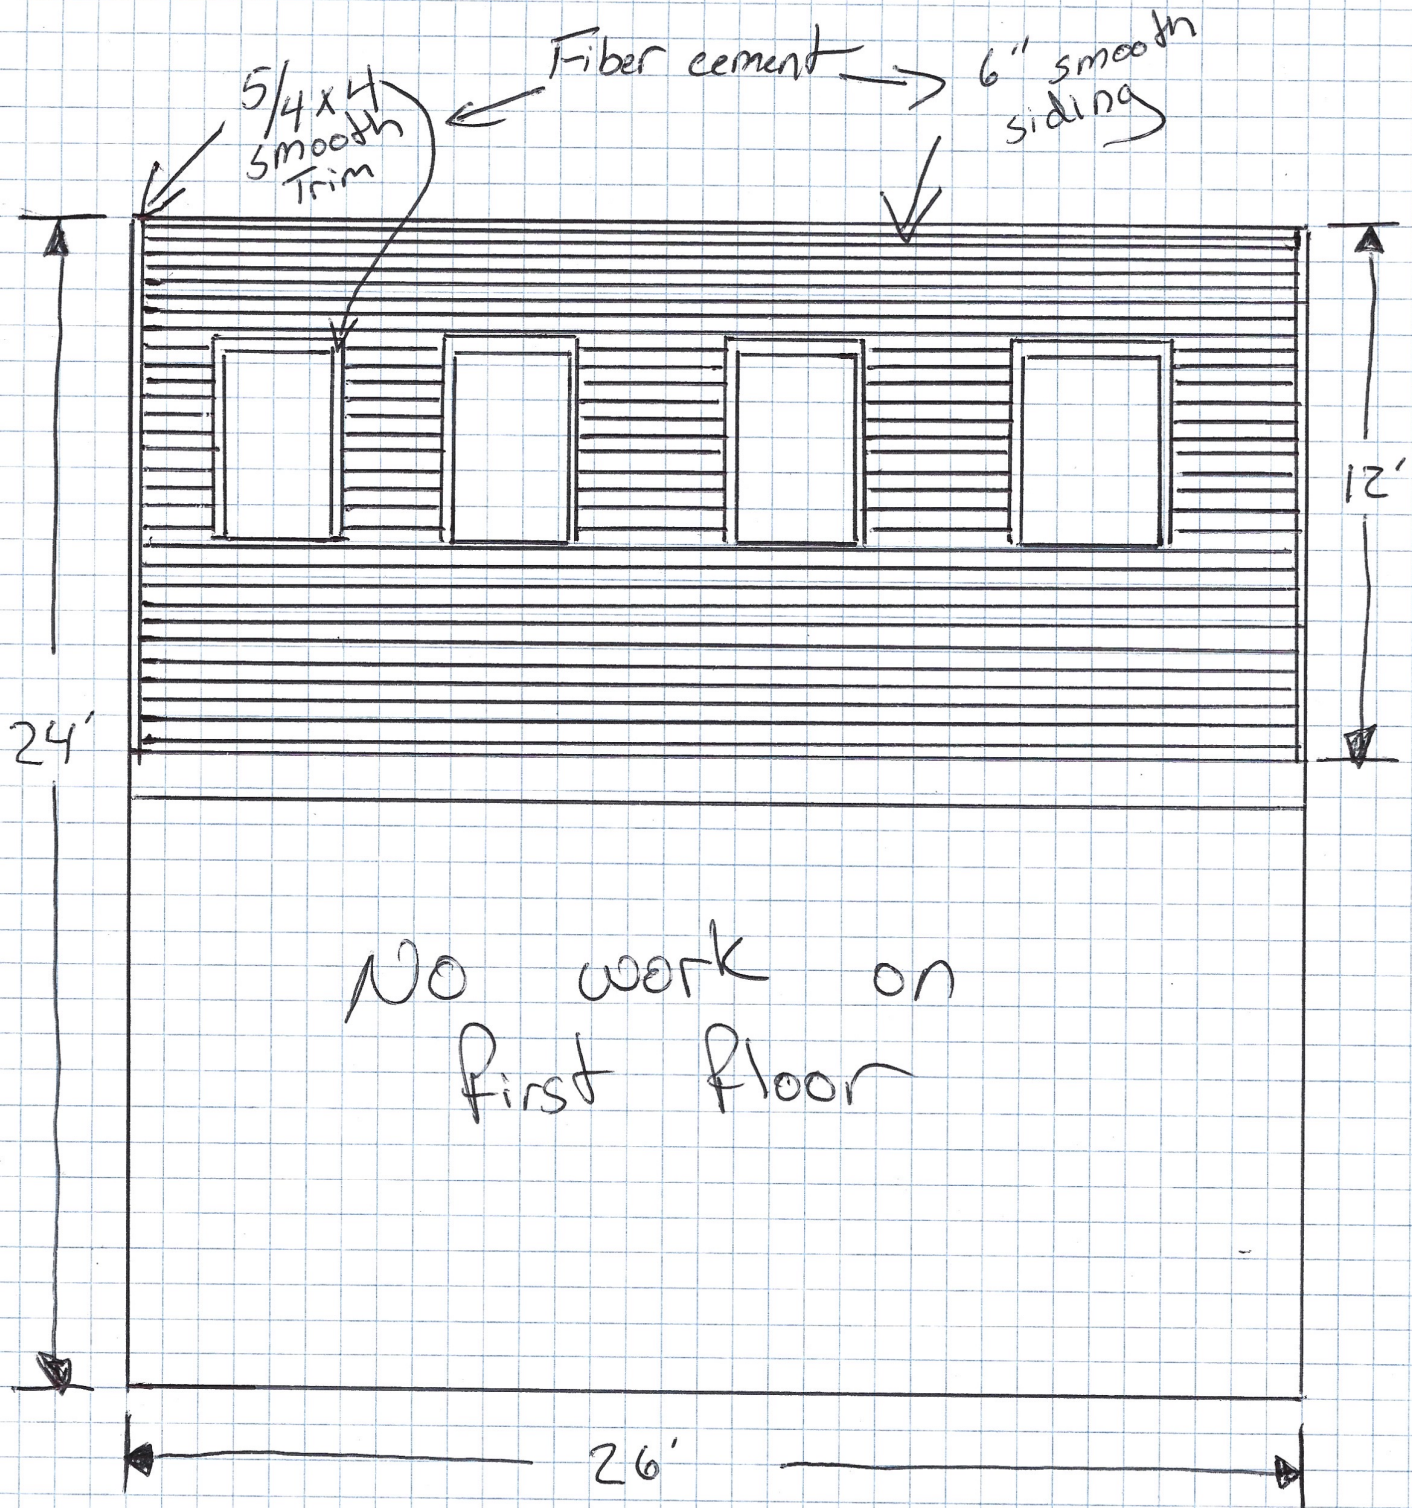 Fiber cement
6" smooth
siding
5/4 x 4
smooth
Trim
12'
24'
No work on
first floor
26'